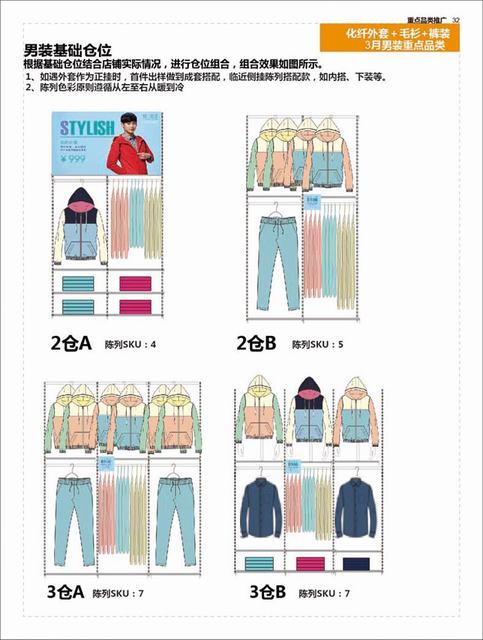 重点品类推广 32
化纤外套+毛衫+裤装
3月男装重点品类
男装基础仓位
根据基础仓位结合店铺实际情况，进行仓位组合，组合效果如图所示。
1、如遇外套作为正挂时，首件出样做到成套搭配，临近侧挂陈列搭配款，如内搭、下装等。
2、陈列色彩原则遵循从左至右从暖到冷
STYLISH
¥999
2仓A 陈列SKU：4
2仓B 陈列SKU：5
3仓A 陈列SKU：7
3仓B 陈列SKU：7